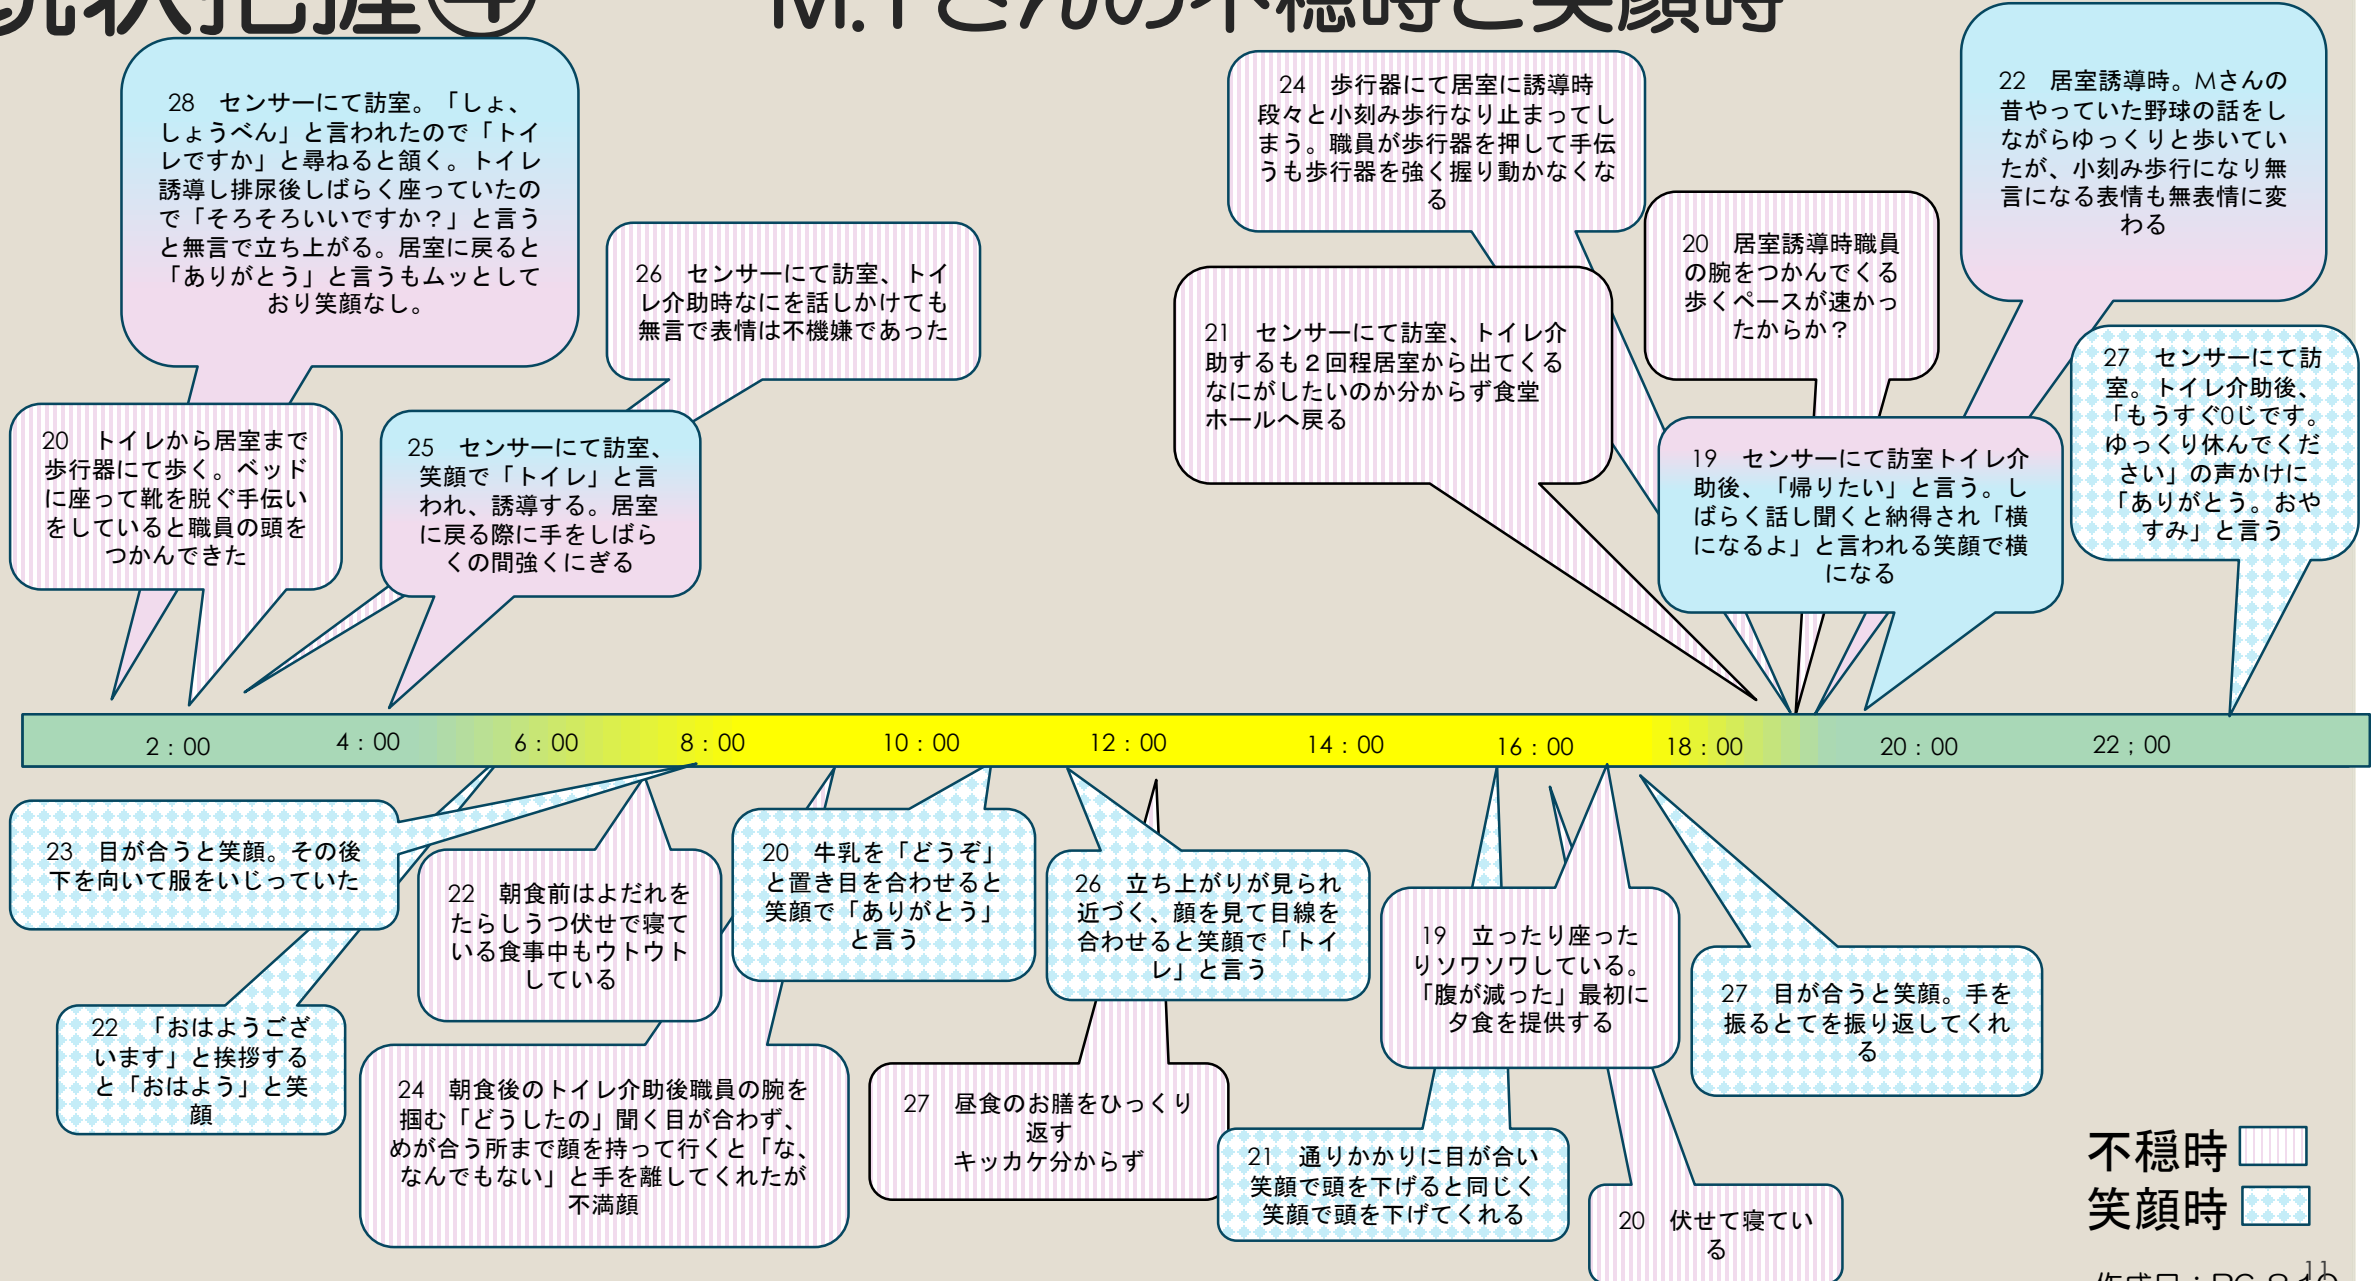 現状把握④　M.Yさんの不穏時と笑顔時
28　センサーにて訪室。「しょ、
しょうべん」と言われたので「トイ
レですか」と尋ねると頷く。トイレ
誘導し排尿後しばらく座っていたの
で「そろそろいいですか？」と言う
と無言で立ち上がる。居室に戻ると
「ありがとう」と言うもムッとして
おり笑顔なし。
20　トイレから居室まで
歩行器にて歩く。ベッド
に座って靴を脱ぐ手伝い
をしていると職員の頭を
つかんできた
26　センサーにて訪室、トイ
レ介助時なにを話しかけても
無言で表情は不機嫌であった
25　センサーにて訪室、
笑顔で「トイレ」と言
われ、誘導する。居室
に戻る際に手をしばら
くの間強くにぎる
24　歩行器にて居室に誘導時
段々と小刻み歩行なり止まってし
まう。職員が歩行器を押して手伝
うも歩行器を強く握り動かなくな
る
21　センサーにて訪室、トイレ介
助するも２回程居室から出てくる
なにがしたいのか分からず食堂
ホールへ戻る
20　居室誘導時職員
の腕をつかんでくる
歩くペースが速かっ
たからか？
22　居室誘導時。Mさんの
昔やっていた野球の話をし
ながらゆっくりと歩いてい
たが、小刻み歩行になり無
言になる表情も無表情に変
わる
19　センサーにて訪室トイレ介
助後、「帰りたい」と言う。し
ばらく話し聞くと納得され「横
になるよ」と言われる笑顔で横
になる
27　センサーにて訪
室。トイレ介助後、
「もうすぐ0じです。
ゆっくり休んでくだ
さい」の声かけに
「ありがとう。おや
すみ」と言う
2：00　4：00　6：00　8：00　10：00　12：00　14：00　16：00　18：00　20：00　22；00
23　目が合うと笑顔。その後
下を向いて服をいじっていた
22　「おはようござ
います」と挨拶する
と「おはよう」と笑
顔
22　朝食前はよだれを
たらしうつ伏せで寝て
いる食事中もウトウト
している
24　朝食後のトイレ介助後職員の腕を
掴む「どうしたの」聞く目が合わず、
めが合う所まで顔を持って行くと「な、
なんでもない」と手を離してくれたが
不満顔
20　牛乳を「どうぞ」
と置き目を合わせると
笑顔で「ありがとう」
と言う
26　立ち上がりが見られ
近づく、顔を見て目線を
合わせると笑顔で「トイ
レ」と言う
27　昼食のお膳をひっくり
返す
キッカケ分からず
21　通りかかりに目が合い
笑顔で頭を下げると同じく
笑顔で頭を下げてくれる
19　立ったり座った
りソワソワしている。
「腹が減った」最初に
夕食を提供する
20　伏せて寝てい
る
27　目が合うと笑顔。手を
振るとてを振り返してくれ
る
不穏時
笑顔時
11